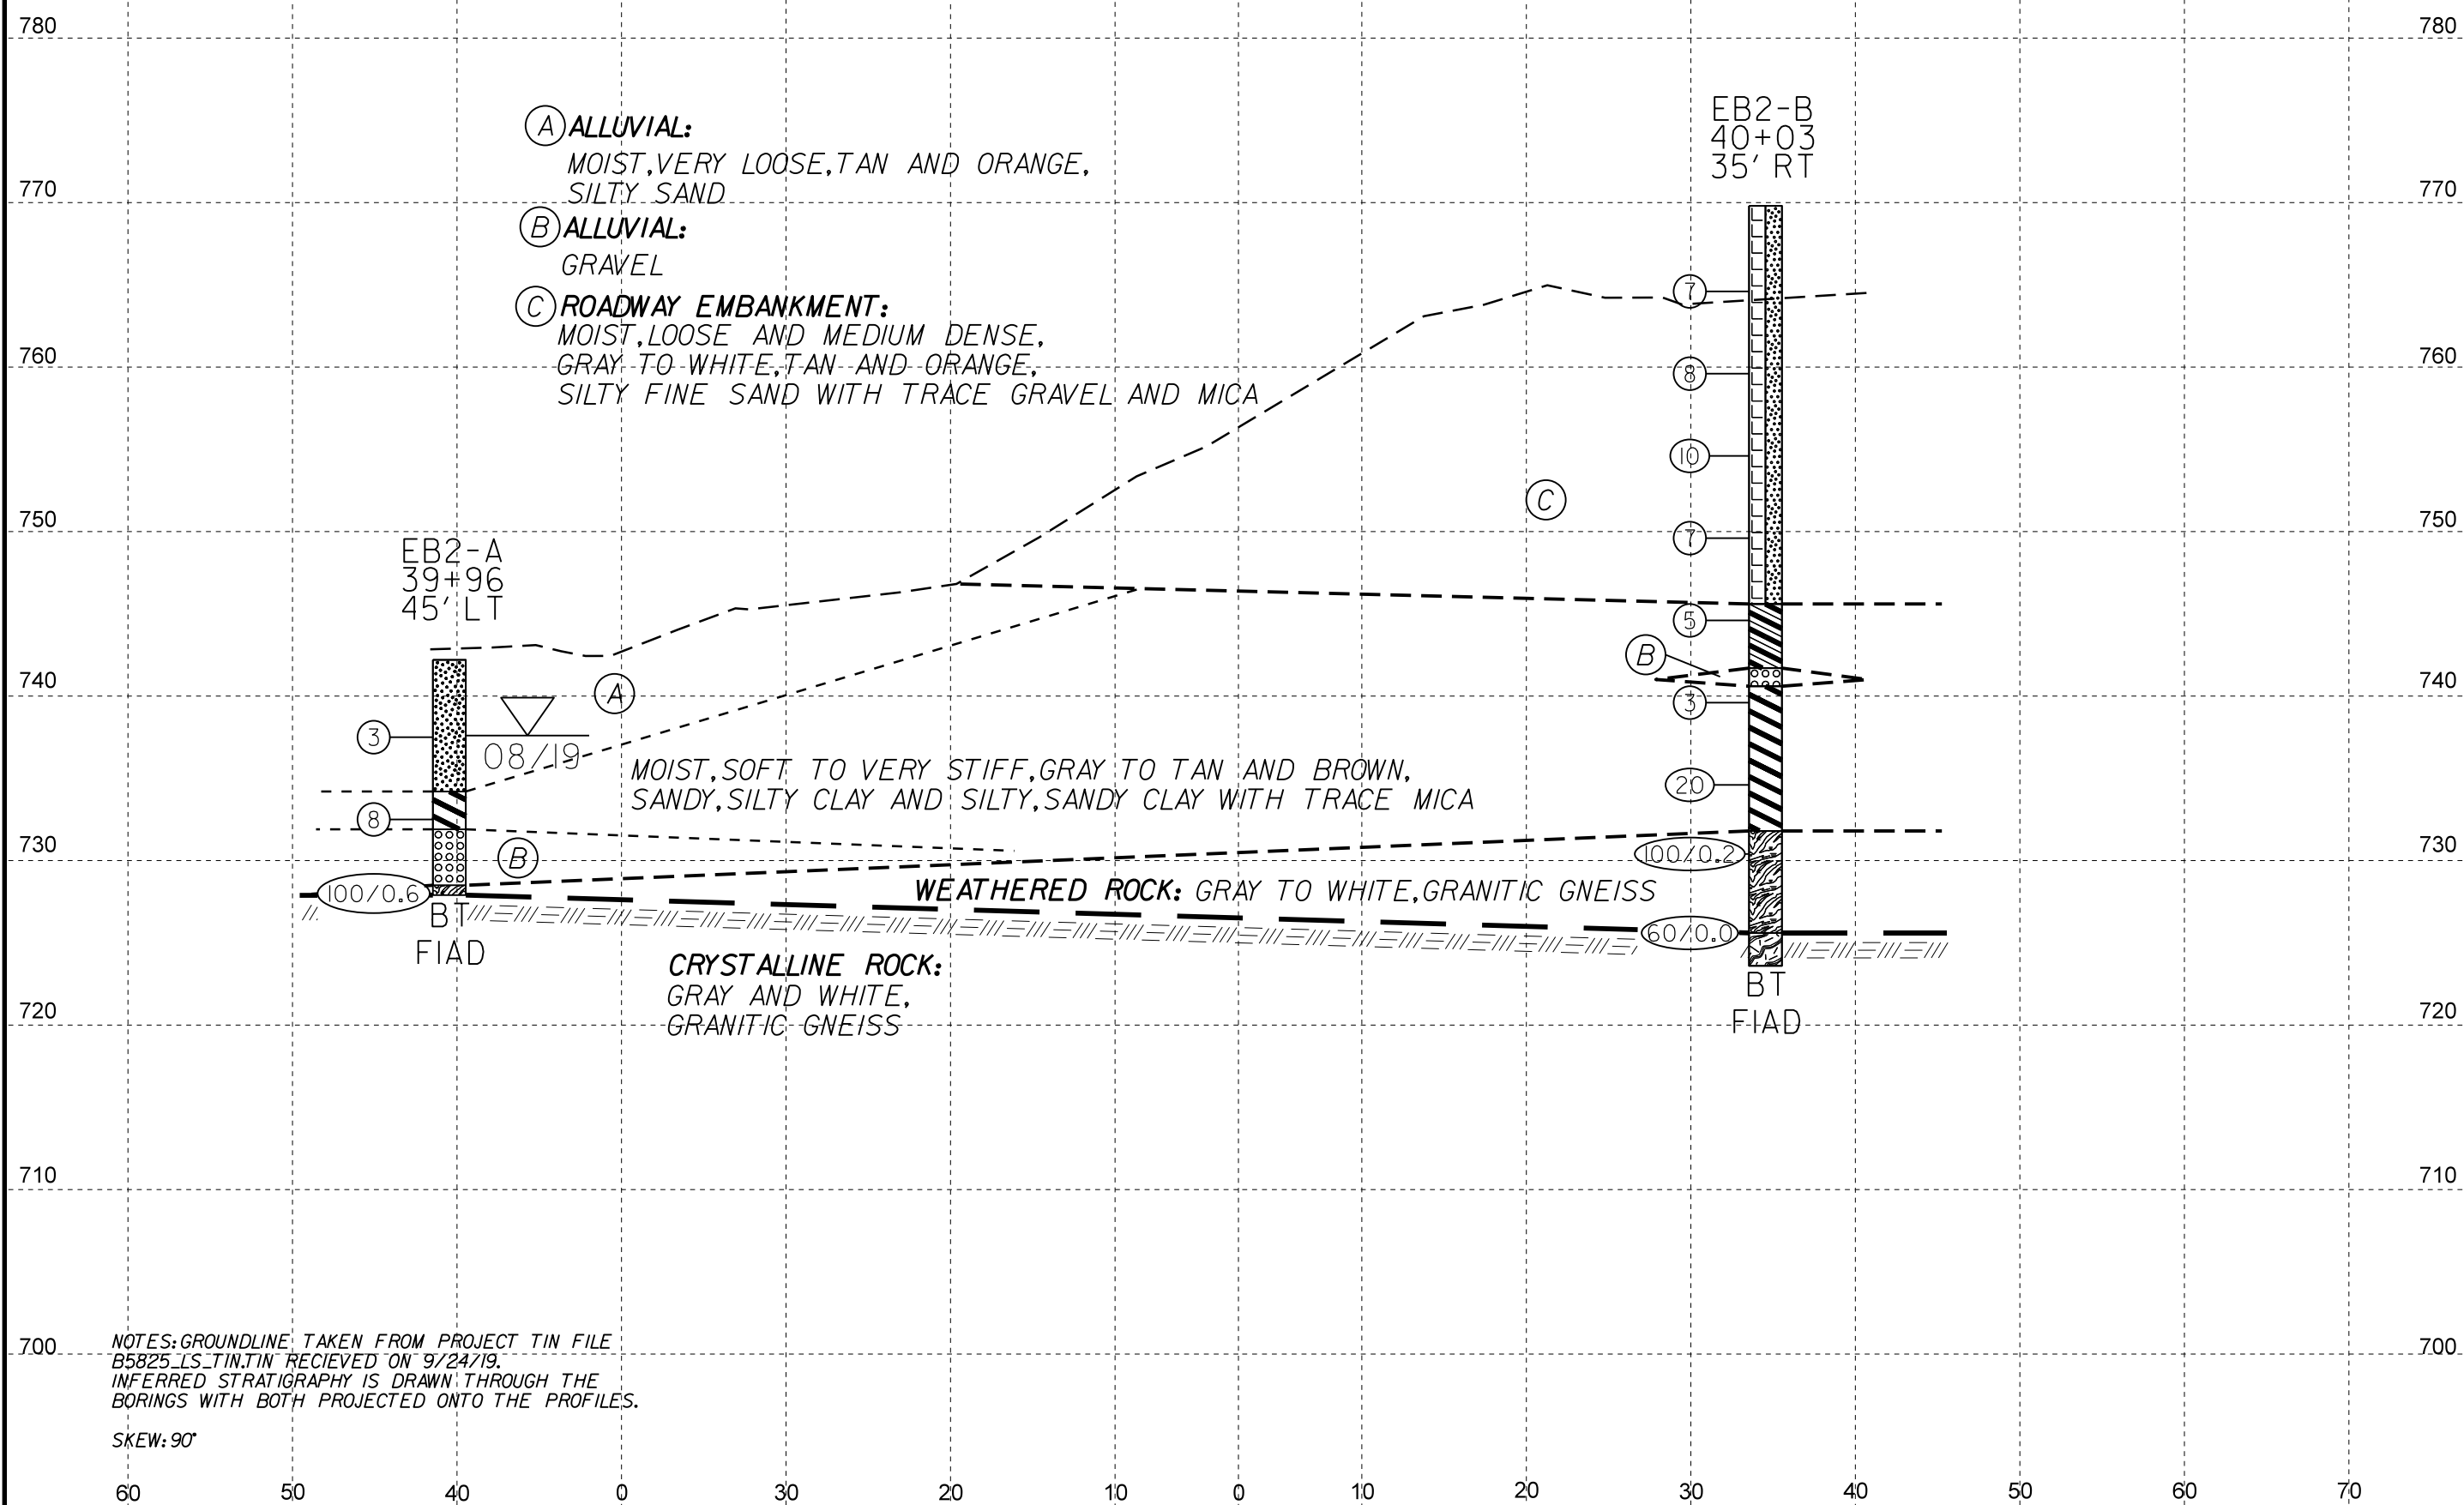 780
780
EB2-B
40+03
35' RT
(A) ALLUVIAL:
MOIST,VERY LOOSE,TAN AND ORANGE,
SILTY SAND
770
770
(B) ALLUVIAL:
GRAVEL
(C) ROADWAY EMBANKMENT:
MOIST,LOOSE AND MEDIUM DENSE,
GRAY TO WHITE,TAN AND ORANGE,
SILTY FINE SAND WITH TRACE GRAVEL AND MICA
7
760
760
8
10
C
750
750
7
EB2-A
39+96
45' LT
5
B
740
740
A
3
3
08/19
MOIST,SOFT TO VERY STIFF,GRAY TO TAN AND BROWN,
SANDY,SILTY CLAY AND SILTY,SANDY CLAY WITH TRACE MICA
20
8
730
730
B
100/0.2
100/0.6
WEATHERED ROCK: GRAY TO WHITE,GRANITIC GNEISS
BT
FIAD
60/0.0
CRYSTALLINE ROCK:
GRAY AND WHITE,
GRANITIC GNEISS
BT
FIAD
720
720
710
710
700
700
NOTES:GROUNDLINE TAKEN FROM PROJECT TIN FILE
B5825_LS_TIN.TIN RECIEVED ON 9/24/19.
INFERRED STRATIGRAPHY IS DRAWN THROUGH THE
BORINGS WITH BOTH PROJECTED ONTO THE PROFILES.
SKEW:90°
60 50 40 0 30 20 10 0 10 20 30 40 50 60 70